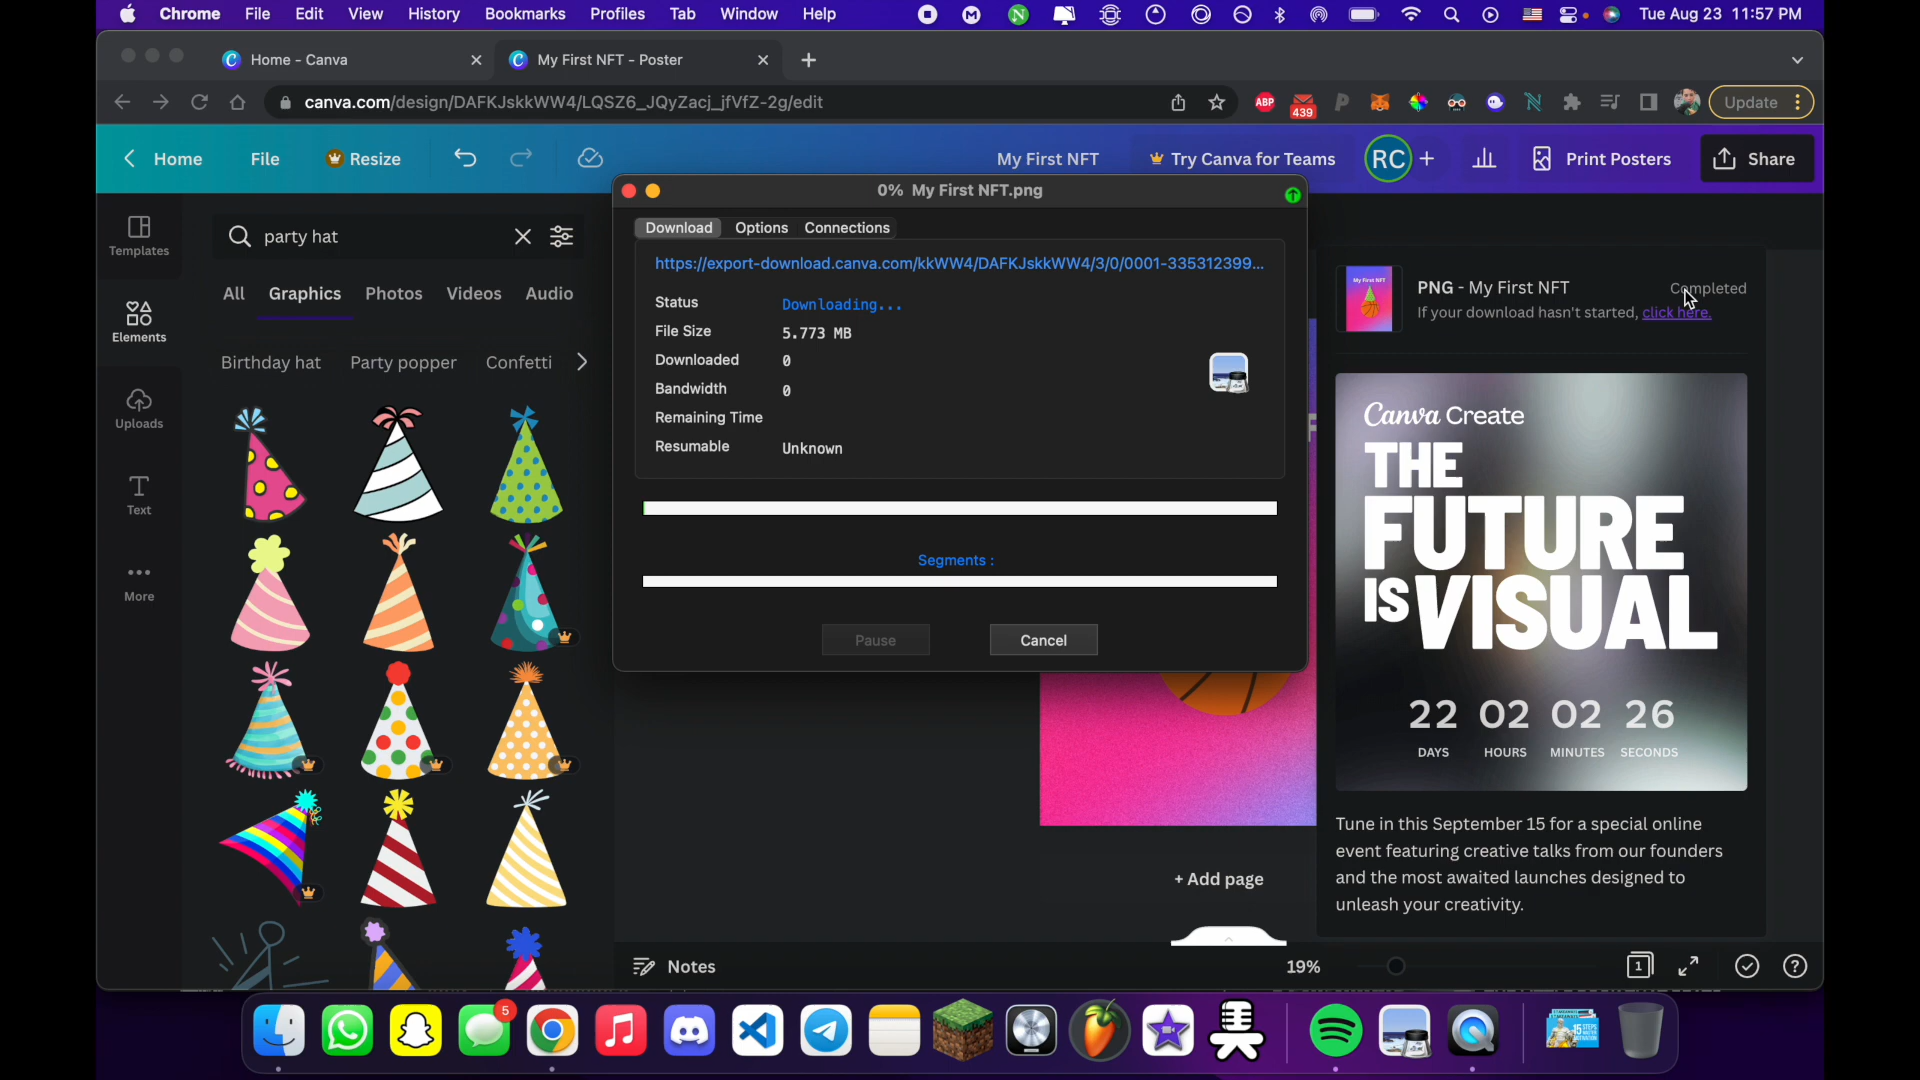 Chrome File Edit View History Bookmarks Profiles Tab Window Help Tue Aug 23 11:57 PM
Home - Canva
My First NFT - Poster
canva.com/design/DAFKJskkWW4/LQSZ6_JQyZacj_jfVfZ-2g/edit
ABP
439
Update
Home File Resize My First NFT Try Canva for Teams RC + Print Posters Share
Templates
Elements
Uploads
Text
More
party hat
All Graphics Photos Videos Audio
Birthday hat Party popper Confetti
0% My First NFT.png
Download Options Connections
https://export-download.canva.com/kkWW4/DAFKJskkWW4/3/0/0001-335312399...
Status Downloading...
File Size 5.773 MB
Downloaded 0
Bandwidth 0
Remaining Time
Resumable Unknown
Segments :
Pause Cancel
My First NFT
PNG - My First NFT Completed
If your download hasn't started, click here.
Canva Create
THE
FUTURE
IS VISUAL
22 02 02 26
DAYS HOURS MINUTES SECONDS
Tune in this September 15 for a special online
event featuring creative talks from our founders
and the most awaited launches designed to
unleash your creativity.
+ Add page
Notes
19%
1
5